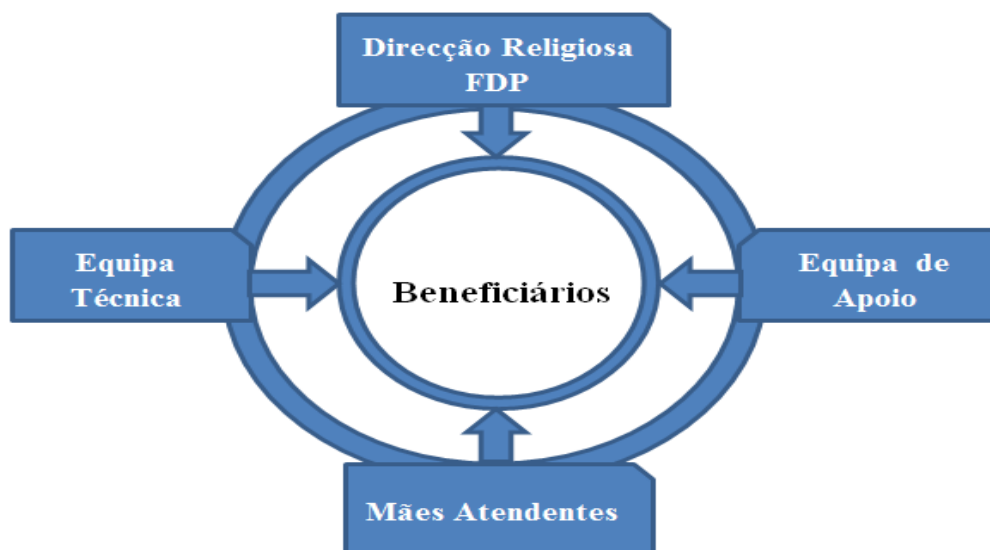 Direcção Religiosa
FDP
Equipa
Técnica
Beneficiários
Equipa de
Apoio
Mães Atendentes